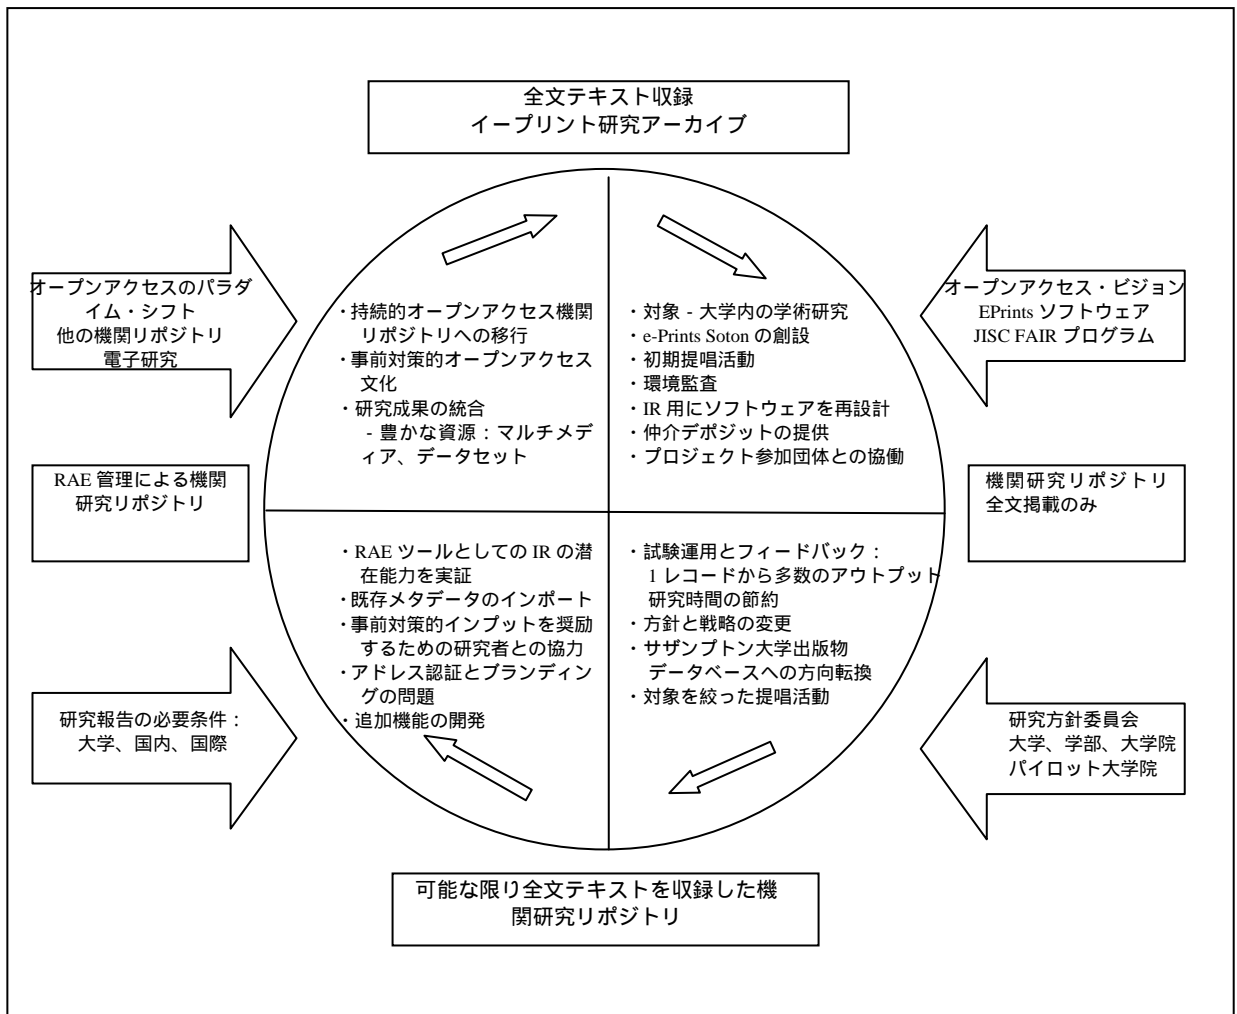 全文テキスト収録
イープリント研究アーカイブ
オープンアクセスのパラダ
イム・シフト
他の機関リポジトリ
電子研究
・持続的オープンアクセス機関
リポジトリへの移行
・事前対策的オープンアクセス
文化
・研究成果の統合
- 豊かな資源：マルチメデ
ィア、データセット
・対象 - 大学内の学術研究
・e-Prints Soton の創設
・初期提唱活動
・環境監査
・IR 用にソフトウェアを再設計
・仲介デポジットの提供
・プロジェクト参加団体との協働
オープンアクセス・ビジョン
EPrints ソフトウェア
JISC FAIR プログラム
RAE 管理による機関
研究リポジトリ
機関研究リポジトリ
全文掲載のみ
・RAE ツールとしての IR の潜
在能力を実証
・既存メタデータのインポート
・事前対策的インプットを奨励
するための研究者との協力
・アドレス認証とブランディン
グの問題
・追加機能の開発
・試験運用とフィードバック：
1 レコードから多数のアウトプット
研究時間の節約
・方針と戦略の変更
・サザンプトン大学出版物
データベースへの方向転換
・対象を絞った提唱活動
研究報告の必要条件：
大学、国内、国際
研究方針委員会
大学、学部、大学院
パイロット大学院
可能な限り全文テキストを収録した機
関研究リポジトリ